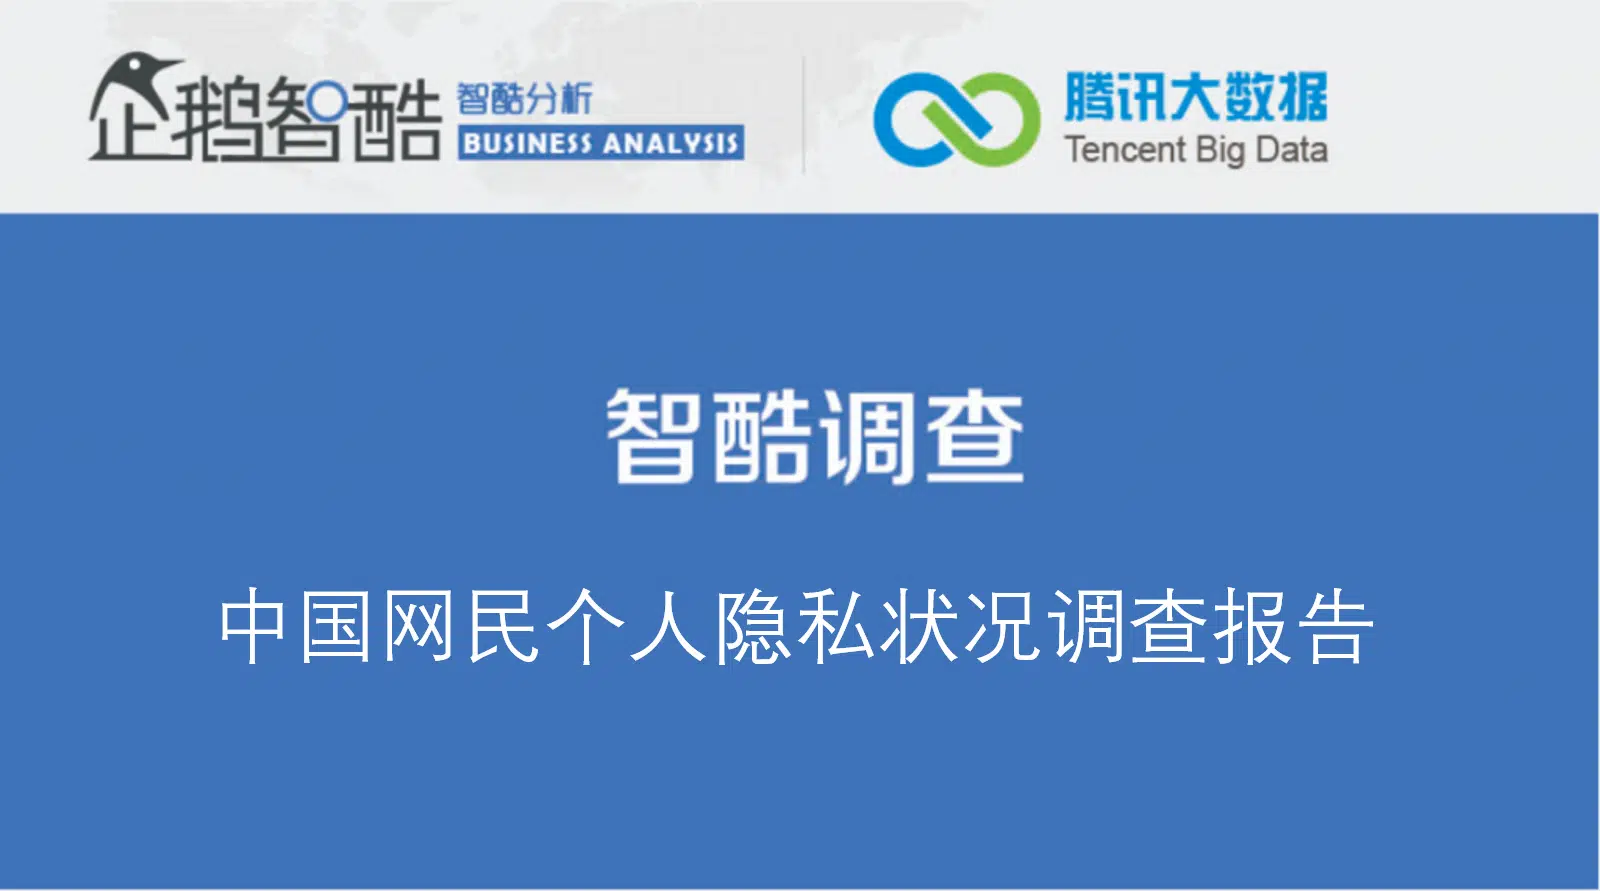 企鹅智酷
智酷分析
BUSINESS ANALYSIS
腾讯大数据
Tencent Big Data
智酷调查
中国网民个人隐私状况调查报告